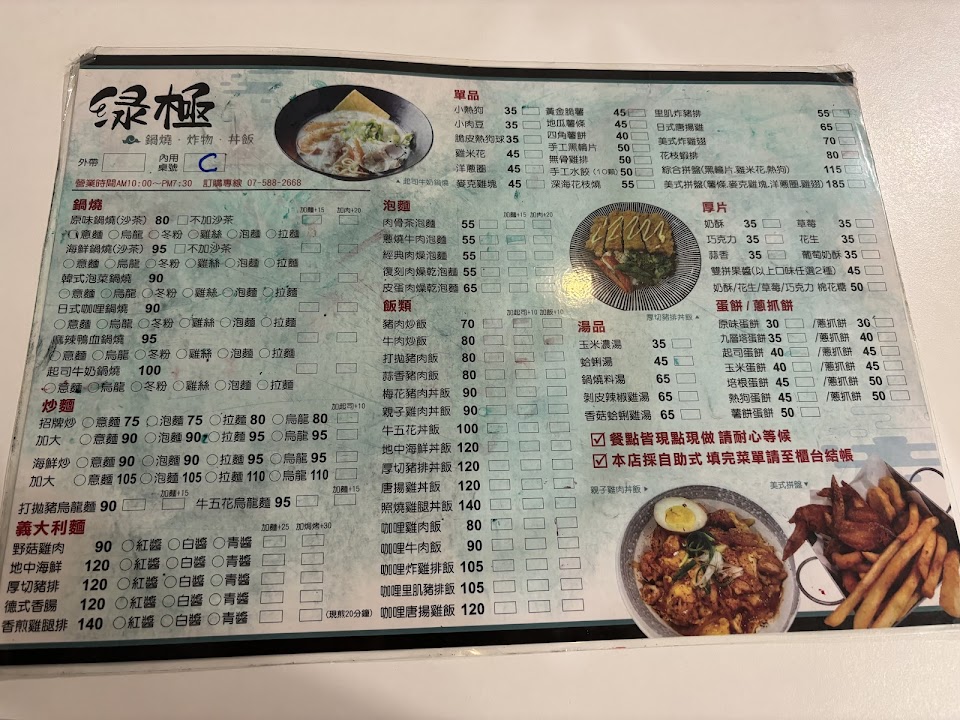 綠極
鍋燒・炸物・丼飯
外帶 內用桌號 C
營業時間AM10:00~PM7:30 訂購專線 07-588-2668
▲起司牛奶鍋燒
鍋燒 加麵+15 加肉+20
原味鍋燒(沙茶) 80 □不加沙茶
○意麵○烏龍○冬粉○雞絲○泡麵○拉麵
海鮮鍋燒(沙茶) 95 □不加沙茶
○意麵○烏龍○冬粉○雞絲○泡麵○拉麵
韓式泡菜鍋燒 90
○意麵○烏龍○冬粉○雞絲○泡麵○拉麵
日式咖哩鍋燒 90
○意麵○烏龍○冬粉○雞絲○泡麵○拉麵
麻辣鴨血鍋燒 95
○意麵○烏龍○冬粉○雞絲○泡麵○拉麵
起司牛奶鍋燒 100
○意麵○烏龍○冬粉○雞絲○泡麵○拉麵
炒麵 加起司+10
招牌炒○意麵 75 ○泡麵 75 ○拉麵 80 ○烏龍 80
加大 ○意麵 90 ○泡麵 90 ○拉麵 95 ○烏龍 95
海鮮炒○意麵 90 ○泡麵 90 ○拉麵 95 ○烏龍 95
加大 ○意麵 105 ○泡麵 105 ○拉麵 110 ○烏龍 110
加麵+15 加麵+15
打拋豬烏龍麵 90 牛五花烏龍麵 95
義大利麵 加麵+25 加焗烤+30
野菇雞肉 90 ○紅醬○白醬○青醬
地中海鮮 120 ○紅醬○白醬○青醬
厚切豬排 120 ○紅醬○白醬○青醬
德式香腸 120 ○紅醬○白醬○青醬
香煎雞腿排 140 ○紅醬○白醬○青醬 (現煎20分鐘)
泡麵 加麵+15 加肉+20
肉骨茶泡麵 55
蔥燒牛肉泡麵 55
經典肉燥泡麵 55
復刻肉燥乾泡麵 55
皮蛋肉燥乾泡麵 65
飯類 加起司+10 加飯+10
豬肉炒飯 70
牛肉炒飯 80
打拋豬肉飯 80
蒜香豬肉飯 80
梅花豬肉丼飯 90
親子雞肉丼飯 90
牛五花丼飯 100
地中海鮮丼飯 120
厚切豬排丼飯 120
唐揚雞丼飯 120
照燒雞腿丼飯 140
咖哩雞肉飯 80
咖哩牛肉飯 90
咖哩炸雞排飯 105
咖哩里肌豬排飯 105
咖哩唐揚雞飯 120
單品
小熱狗 35 黃金脆薯 45 里肌炸豬排 55
小肉豆 35 地瓜薯條 45 日式唐揚雞 65
脆皮熱狗球 35 四角薯餅 40 美式炸雞翅 70
雞米花 45 手工黑輪片 50 花枝蝦排 80
洋蔥圈 45 無骨雞排 50 綜合拼盤(黑輪片.雞米花.熱狗) 115
麥克雞塊 45 手工水餃(10顆) 50 美式拼盤(薯條.麥克雞塊.洋蔥圈.雞翅) 185
深海花枝燒 55
厚切豬排丼飯▲
厚片
奶酥 35 草莓 35
巧克力 35 花生 35
蒜香 35 葡萄奶酥 35
雙拼果醬(以上口味任選2種) 45
奶酥/花生/草莓/巧克力 棉花糖 50
湯品
玉米濃湯 35
蛤蜊湯 45
鍋燒料湯 65
剝皮辣椒雞湯 65
香菇蛤蜊雞湯 65
蛋餅/蔥抓餅
原味蛋餅 30 /蔥抓餅 30
九層塔蛋餅 35 /蔥抓餅 40
起司蛋餅 40 /蔥抓餅 45
玉米蛋餅 40 /蔥抓餅 45
培根蛋餅 45 /蔥抓餅 50
熱狗蛋餅 45 /蔥抓餅 50
薯餅蛋餅 50
☑餐點皆現點現做 請耐心等候
☑本店採自助式 填完菜單請至櫃台結帳
親子雞肉丼飯▶ 美式拼盤▼